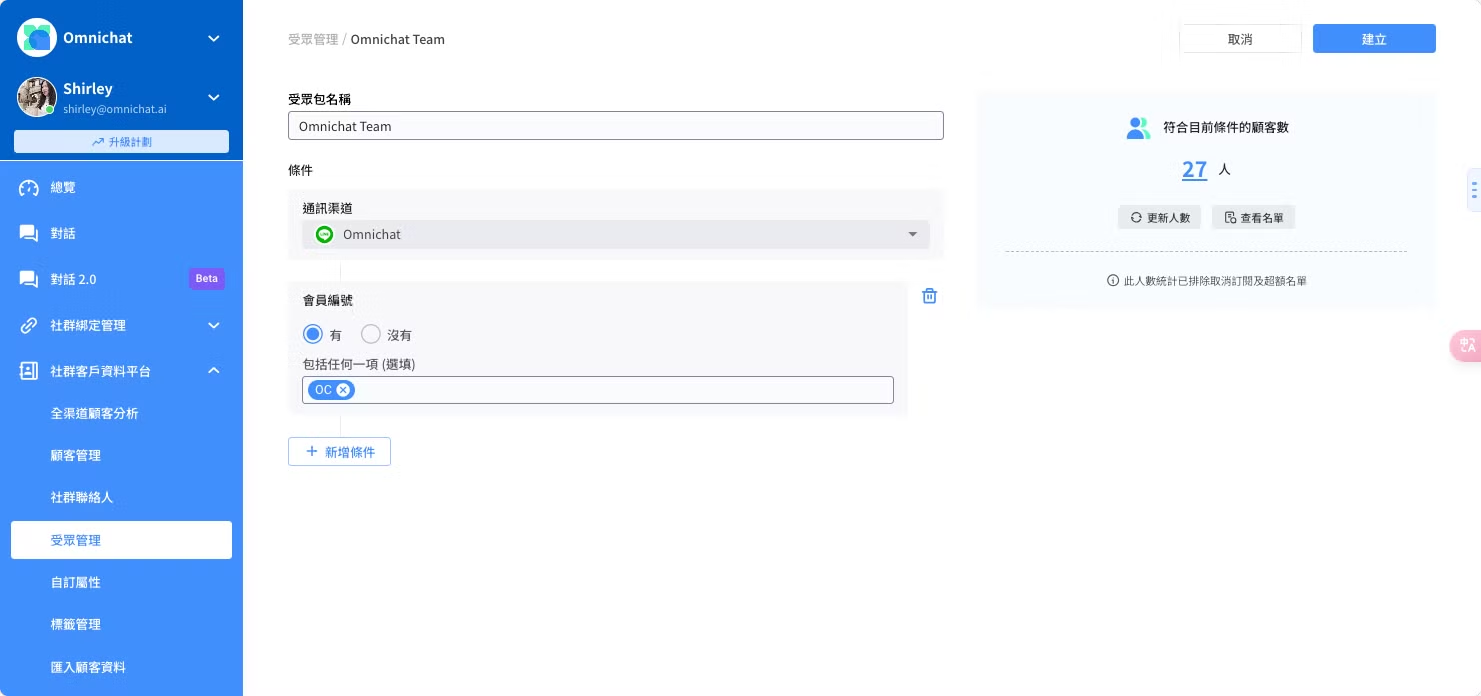 Omnichat
Shirley
shirley@omnichat.ai
升級計劃
總覽
對話
對話 2.0
Beta
社群綁定管理
社群客戶資料平台
全渠道顧客分析
顧客管理
社群聯絡人
受眾管理
自訂屬性
標籤管理
匯入顧客資料
受眾管理 / Omnichat Team
取消
建立
受眾包名稱
Omnichat Team
條件
通訊渠道
Omnichat
會員編號
有 沒有
包括任何一項 (選填)
OC
新增條件
符合目前條件的顧客數
27 人
更新人數 查看名單
此人數統計已排除取消訂閱及超額名單
中
A